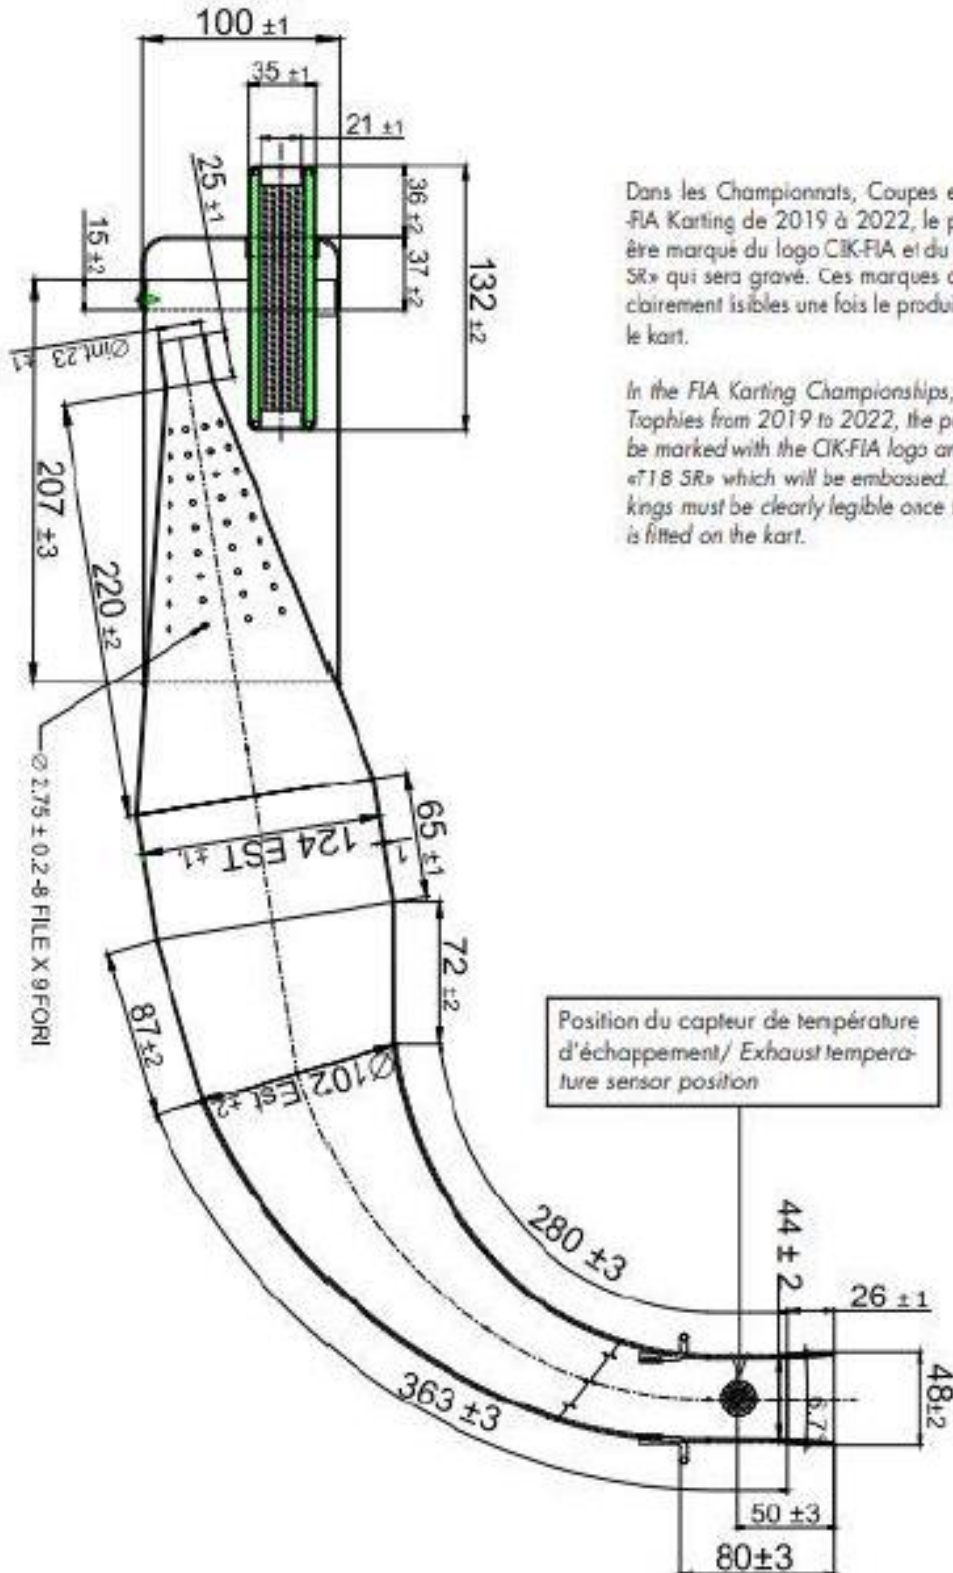 100 ±1
35 ±1
21 ±1
25 ±1
36 ±2
37 ±2
15 ±2
132 ±2
Øint.23 ±1
207 ±3
220 ±2
Ø 2.75 ± 0.2-8 FILE X 9 FORI
124 EST ±1
65 ±1
1
72 ±2
87 ±2
Ø102 Est ±2
280 ±3
363 ±3
44 ± 2
26 ±1
48±2
50 ±3
80±3
Dans les Championnats, Coupes e
-FIA Karting de 2019 à 2022, le p
être marqué du logo CIK-FIA et du
SR» qui sera gravé. Ces marques d
clairement lisibles une fois le produi
le kart.
In the FIA Karting Championships,
Trophies from 2019 to 2022, the p
be marked with the CIK-FIA logo an
«T18 SR» which will be embossed.
kings must be clearly legible once
is fitted on the kart.
Position du capteur de température
d'échappement/ Exhaust tempera-
ture sensor position